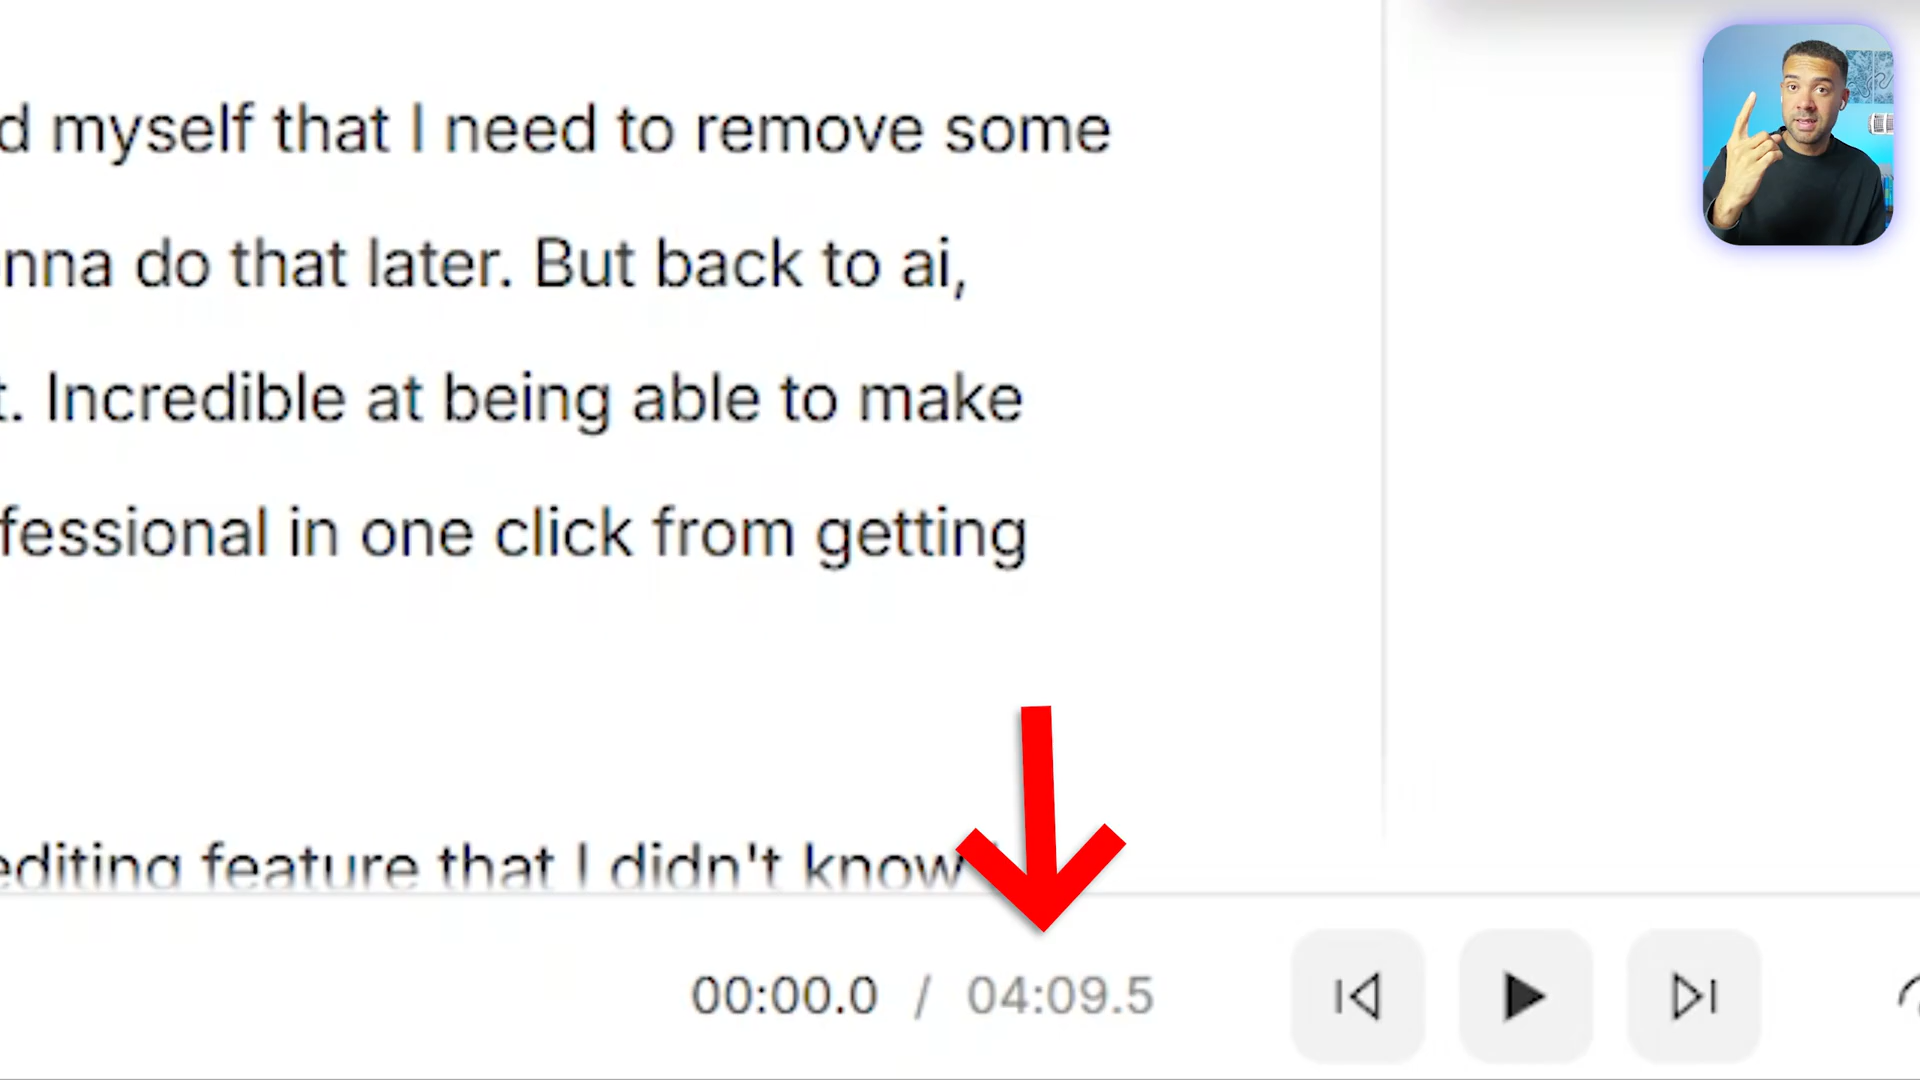 d myself that I need to remove some
nna do that later. But back to ai,
t. Incredible at being able to make
fessional in one click from getting
editing feature that I didn't know
00:00.0 / 04:09.5